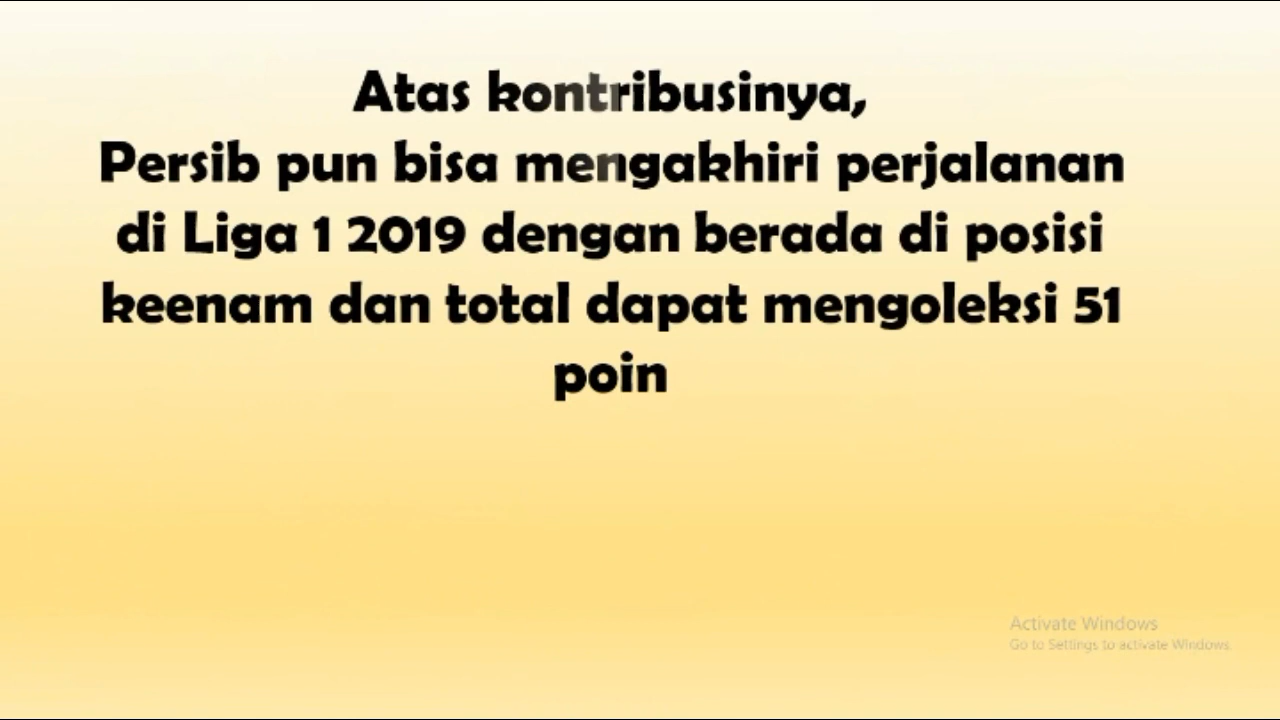 Atas kontribusinya,
Persib pun bisa mengakhiri perjalanan
di Liga 1 2019 dengan berada di posisi
keenam dan total dapat mengoleksi 51
poin
Activate Windows
Go to Settings to activate Windows.